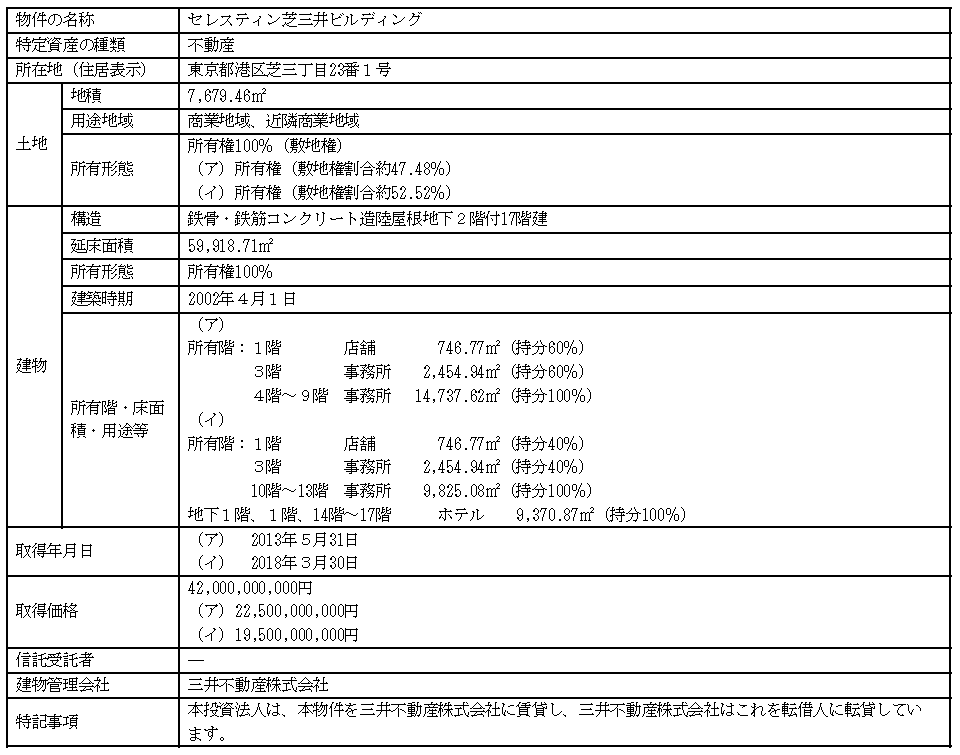 物件の名称 セレスティン芝三井ビルディング
特定資産の種類 不動産
所在地（住居表示） 東京都港区芝三丁目23番１号
土地
地積 7,679.46㎡
用途地域 商業地域、近隣商業地域
所有形態
所有権100％（敷地権）
（ア）所有権（敷地権割合約47.48％）
（イ）所有権（敷地権割合約52.52％）
建物
構造 鉄骨・鉄筋コンクリート造陸屋根地下２階付17階建
延床面積 59,918.71㎡
所有形態 所有権100％
建築時期 2002年４月１日
所有階・床面
積・用途等
（ア）
所有階：１階 店舗 746.77㎡（持分60％）
３階 事務所 2,454.94㎡（持分60％）
４階～９階 事務所 14,737.62㎡（持分100％）
（イ）
所有階：１階 店舗 746.77㎡（持分40％）
３階 事務所 2,454.94㎡（持分40％）
10階～13階 事務所 9,825.08㎡（持分100％）
地下１階、１階、14階～17階 ホテル 9,370.87㎡（持分100％）
取得年月日
（ア） 2013年５月31日
（イ） 2018年３月30日
取得価格
42,000,000,000円
（ア）22,500,000,000円
（イ）19,500,000,000円
信託受託者 ―
建物管理会社 三井不動産株式会社
特記事項
本投資法人は、本物件を三井不動産株式会社に賃貸し、三井不動産株式会社はこれを転借人に転貸してい
ます。